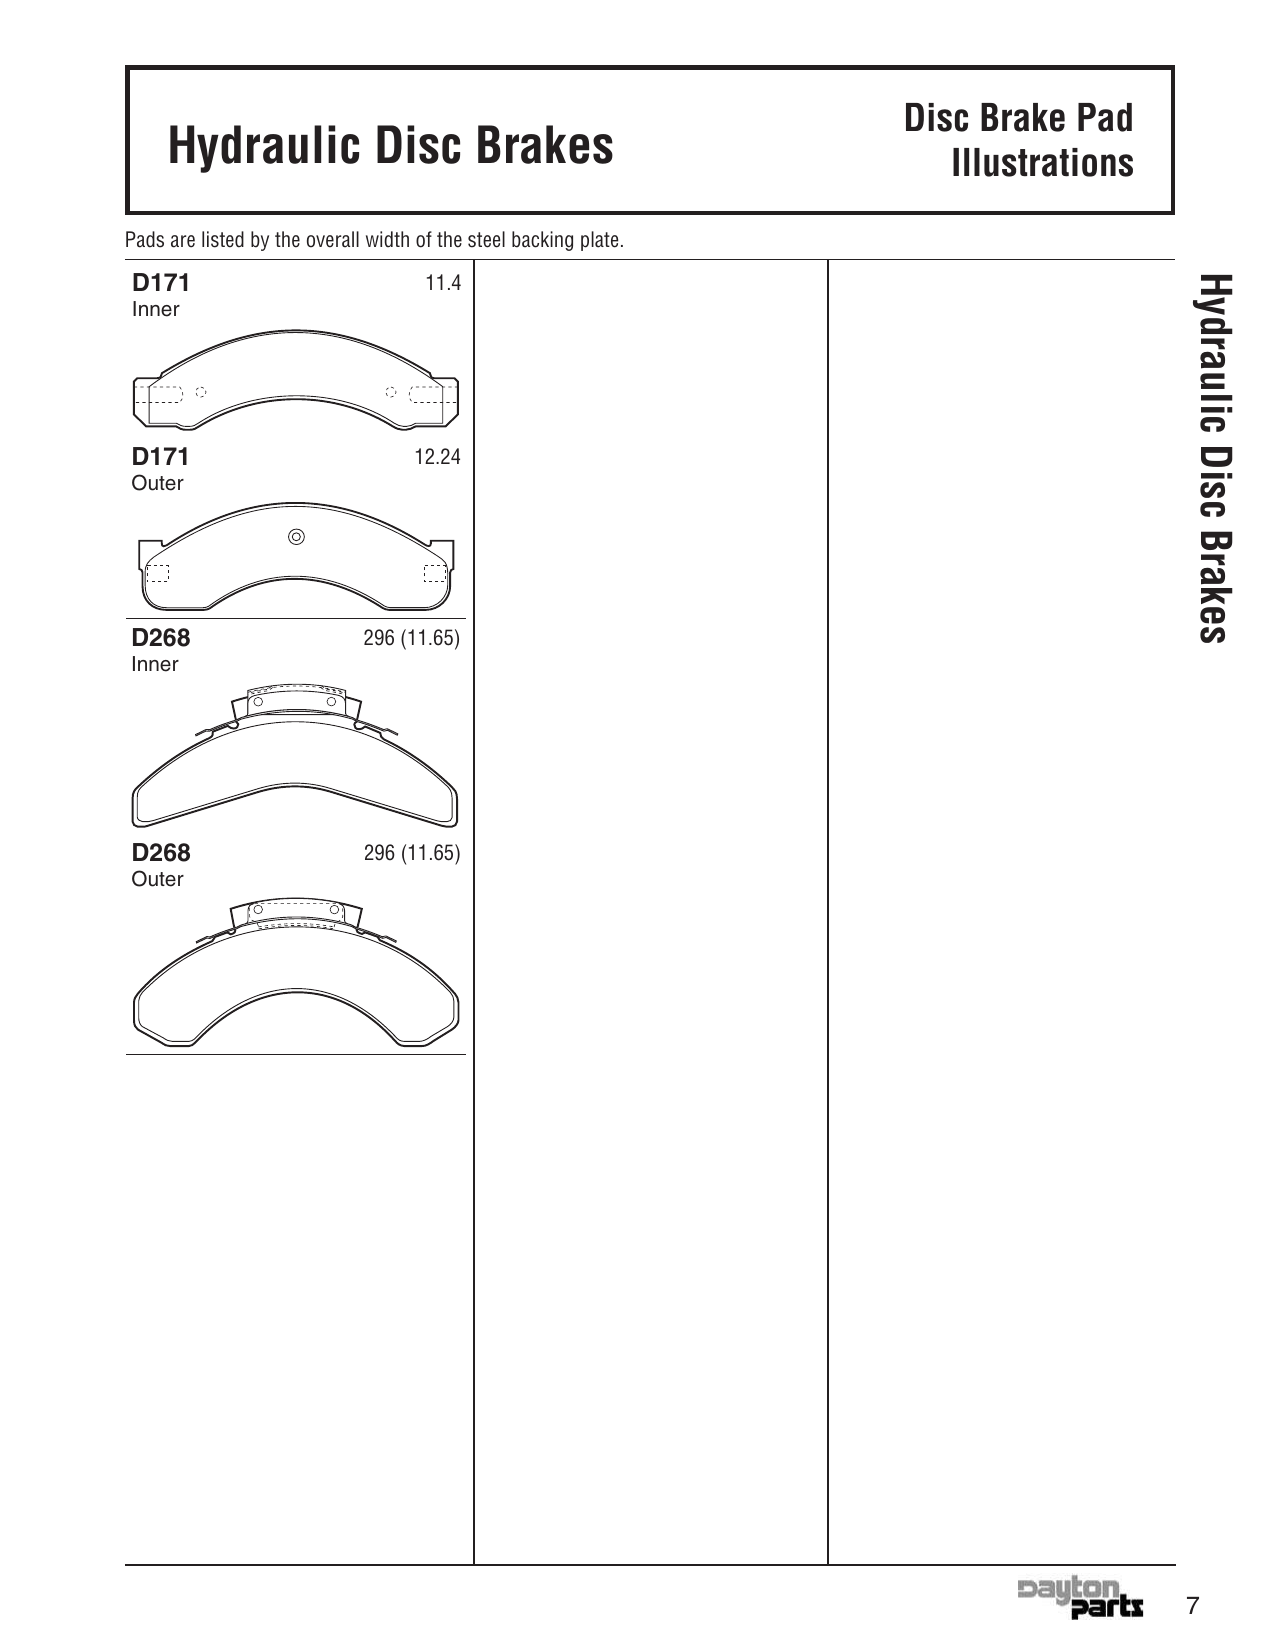 Hydraulic Disc Brakes
Disc Brake Pad
Illustrations
Pads are listed by the overall width of the steel backing plate.
D171 11.4
Inner
D171 12.24
Outer
D268 296 (11.65)
Inner
D268 296 (11.65)
Outer
Hydraulic Disc Brakes
Dayton
parts
7